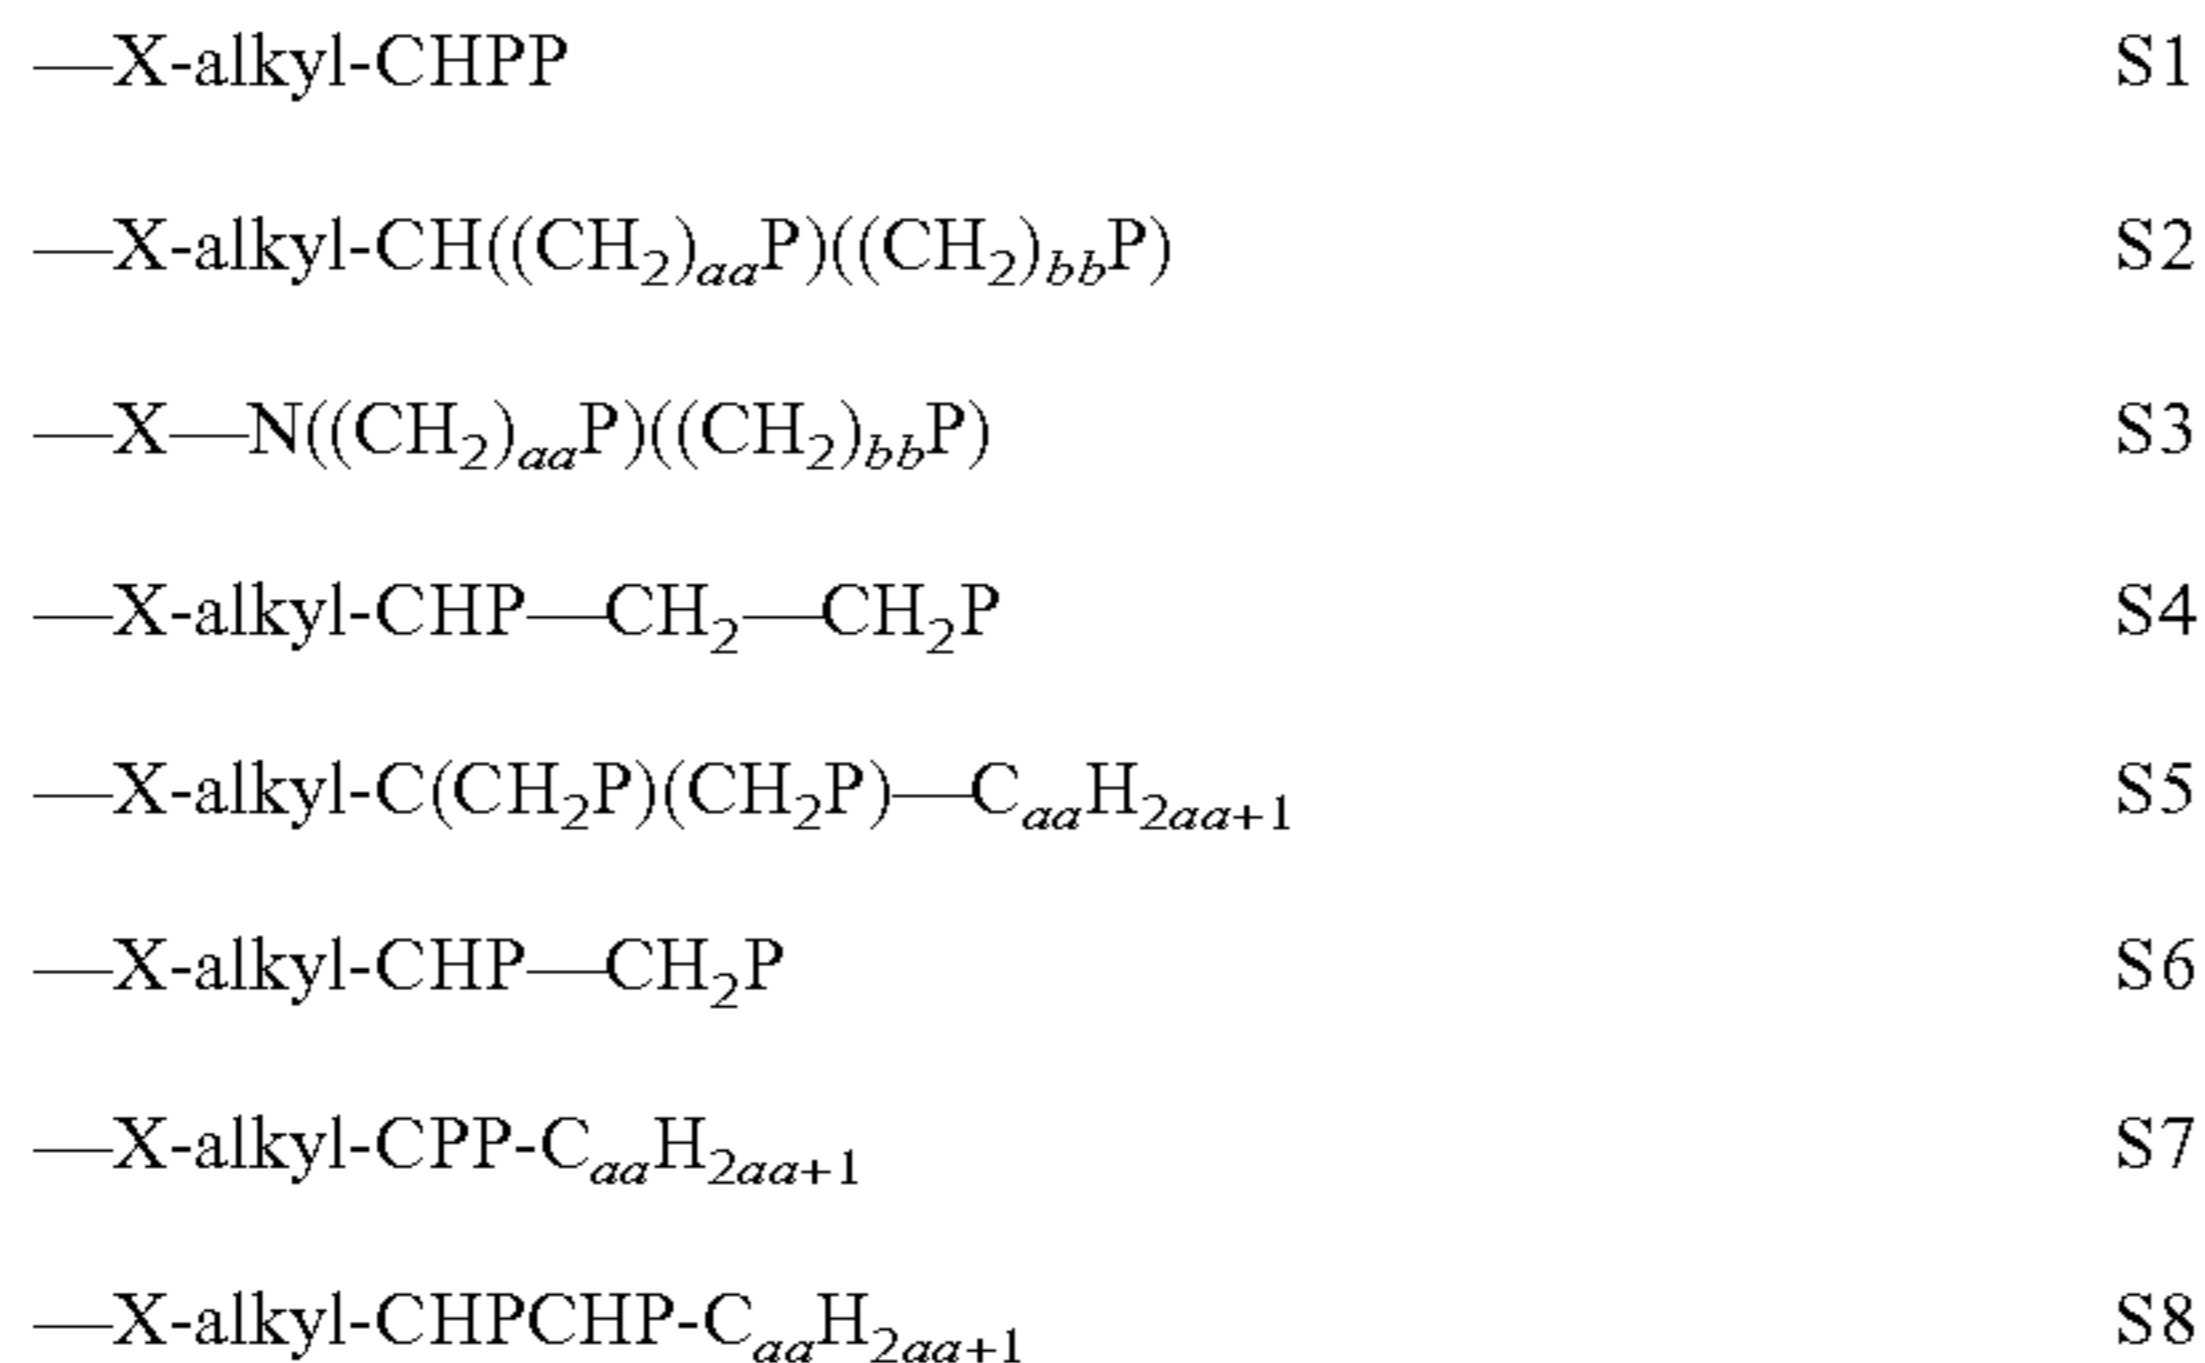 —X-alkyl-CHPP S1
—X-alkyl-CH((CH₂)ₐₐP)((CH₂)_bbP) S2
—X—N((CH₂)ₐₐP)((CH₂)_bbP) S3
—X-alkyl-CHP—CH₂—CH₂P S4
—X-alkyl-C(CH₂P)(CH₂P)—CₐₐH₂ₐₐ₊₁ S5
—X-alkyl-CHP—CH₂P S6
—X-alkyl-CPP-CₐₐH₂ₐₐ₊₁ S7
—X-alkyl-CHPCHP-CₐₐH₂ₐₐ₊₁ S8